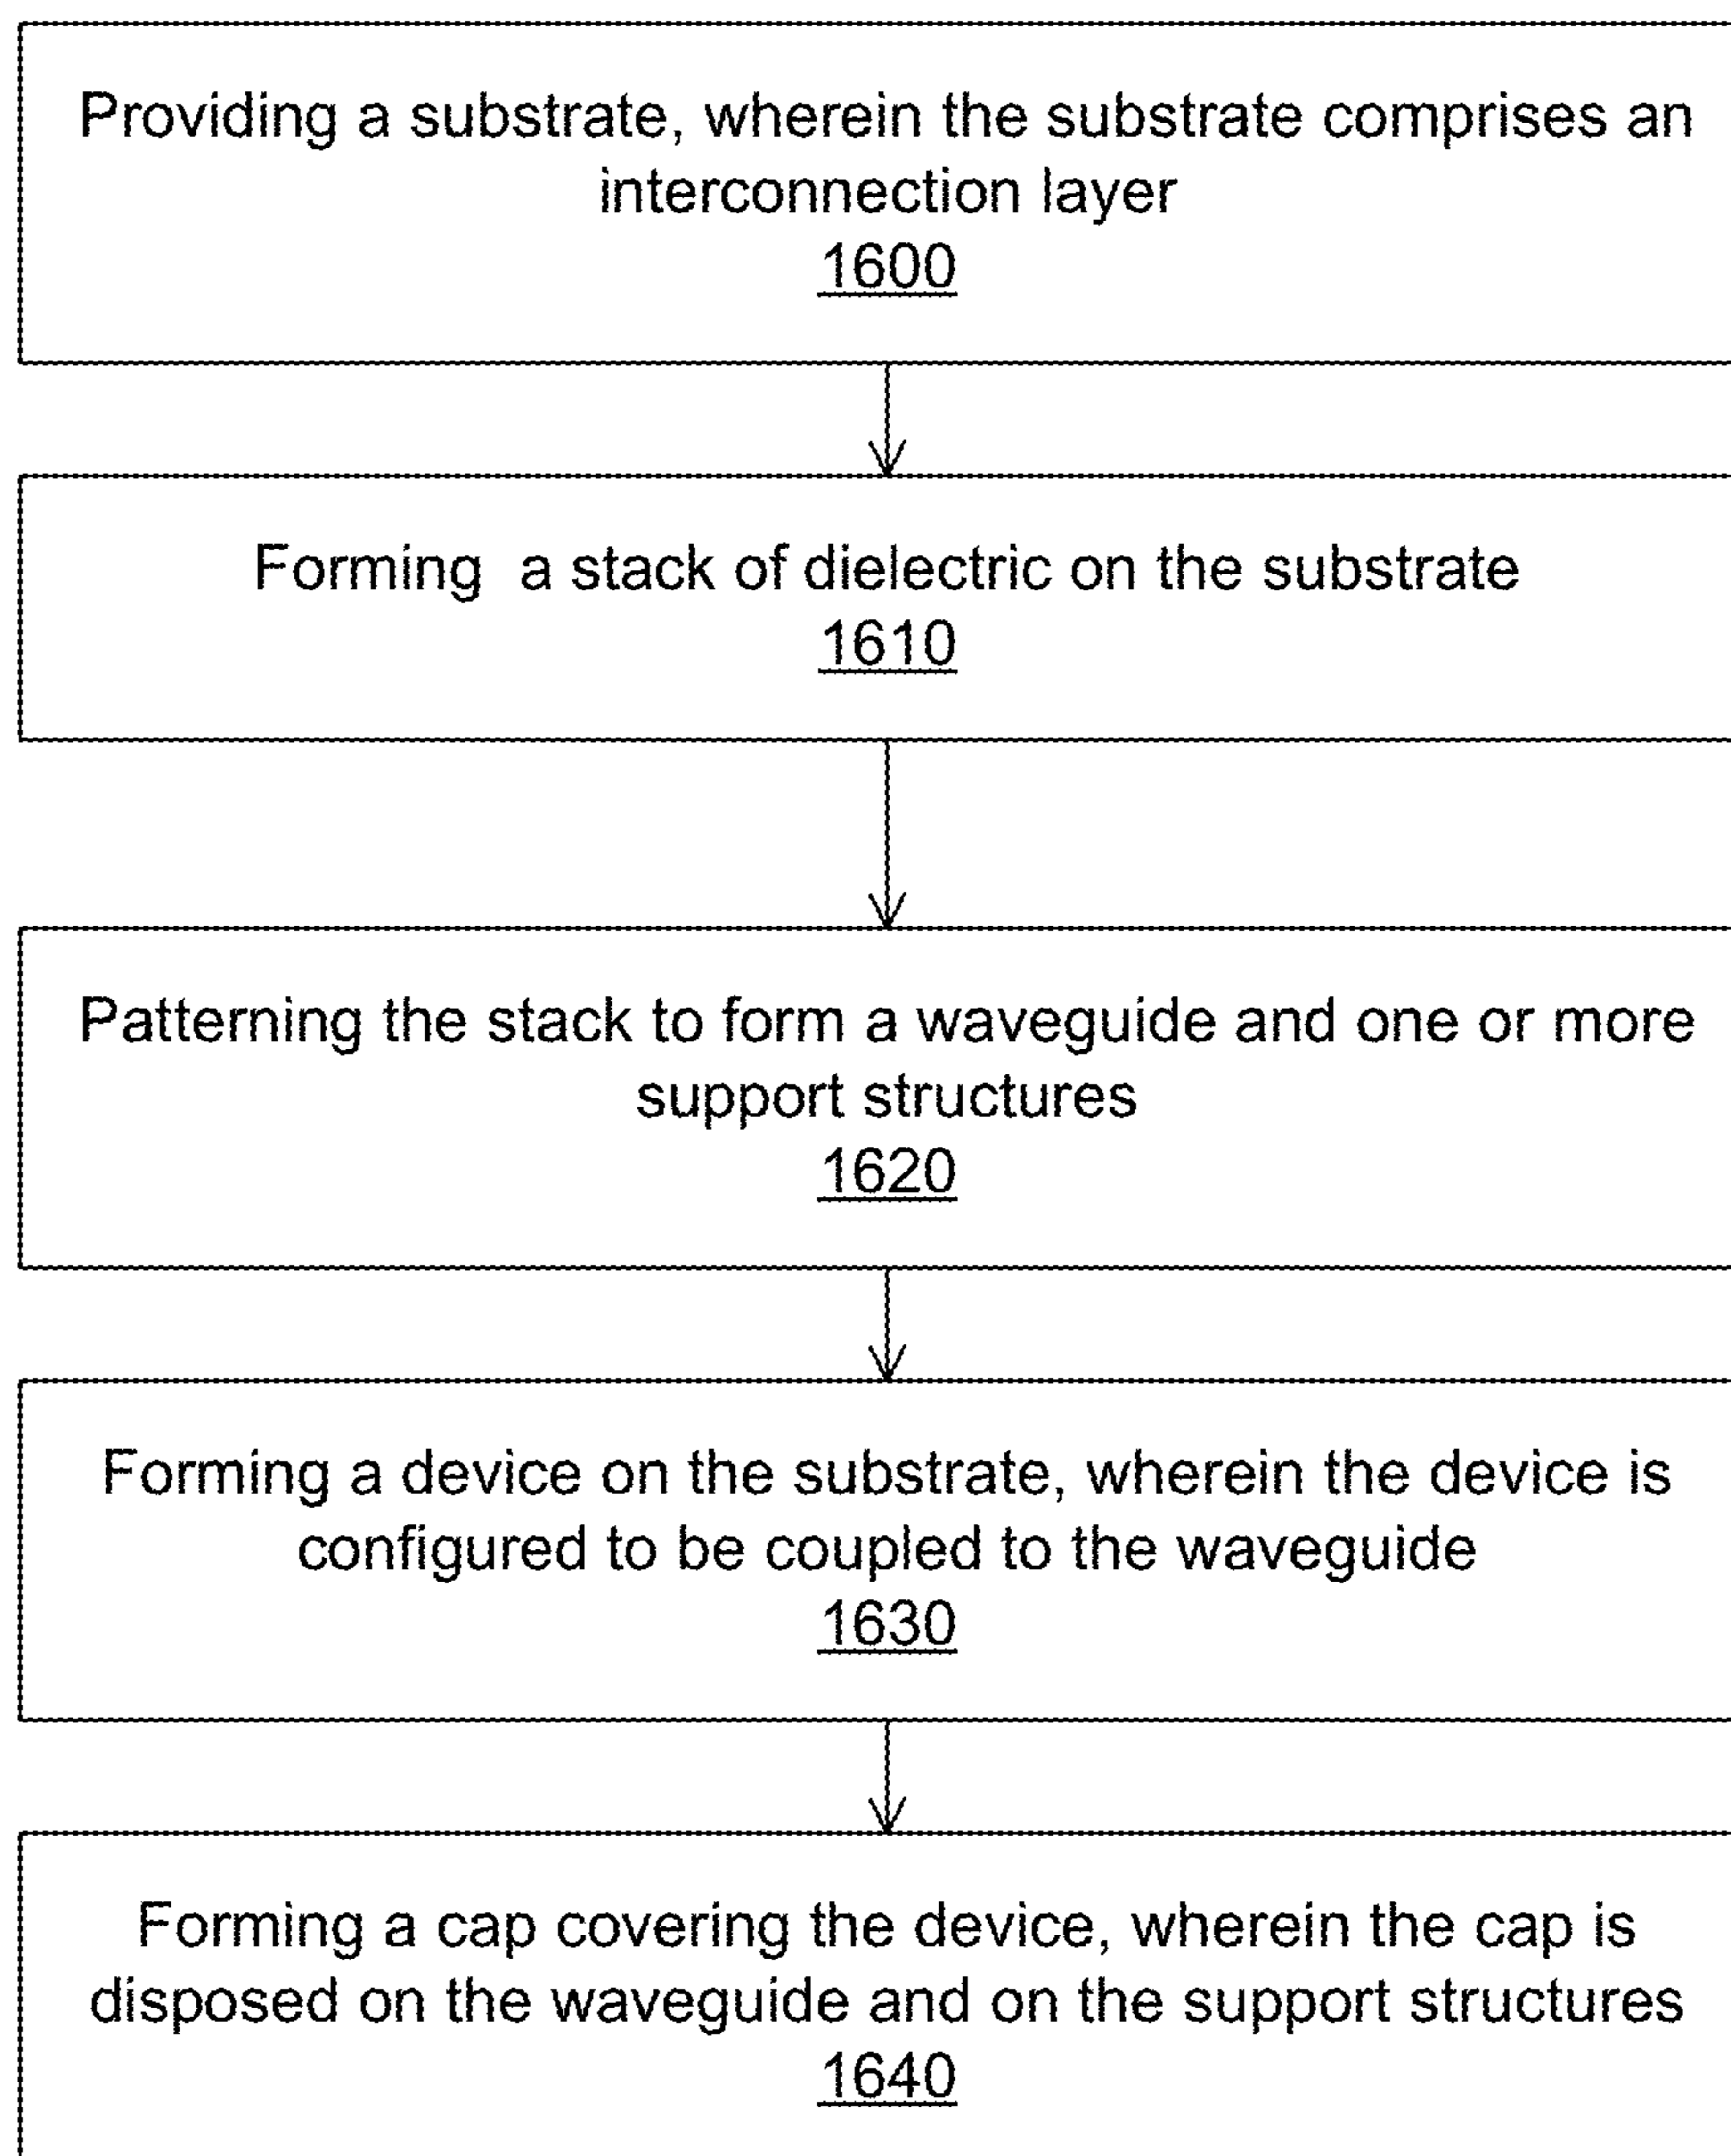 Providing a substrate, wherein the substrate comprises an
interconnection layer
1600
Forming a stack of dielectric on the substrate
1610
Patterning the stack to form a waveguide and one or more
support structures
1620
Forming a device on the substrate, wherein the device is
configured to be coupled to the waveguide
1630
Forming a cap covering the device, wherein the cap is
disposed on the waveguide and on the support structures
1640